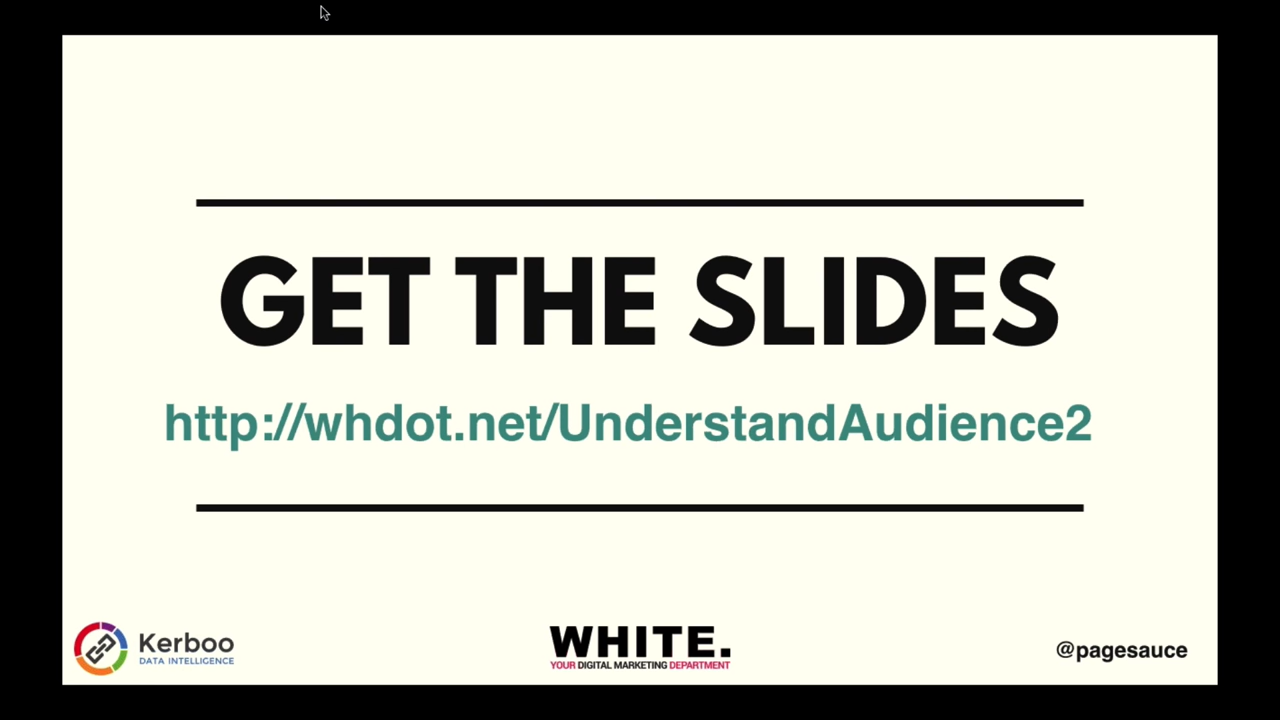 GET THE SLIDES
http://whdot.net/UnderstandAudience2
Kerboo
DATA INTELLIGENCE
WHITE.
YOUR DIGITAL MARKETING DEPARTMENT
@pagesauce